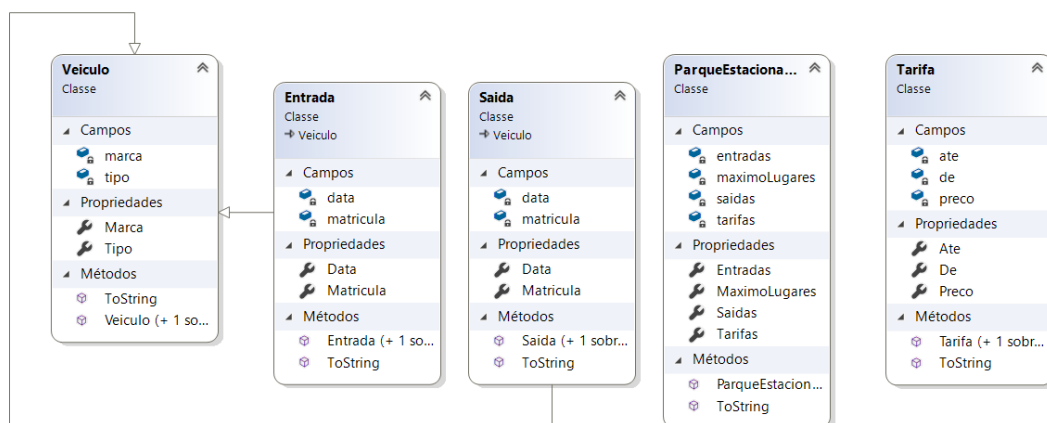 Veiculo
Classe
Campos
marca
tipo
Propriedades
Marca
Tipo
Métodos
ToString
Veiculo (+ 1 so...
Entrada
Classe
Veiculo
Campos
data
matricula
Propriedades
Data
Matricula
Métodos
Entrada (+ 1 so...
ToString
Saida
Classe
Veiculo
Campos
data
matricula
Propriedades
Data
Matricula
Métodos
Saida (+ 1 sobr...
ToString
ParqueEstaciona...
Classe
Campos
entradas
maximoLugares
saidas
tarifas
Propriedades
Entradas
MaximoLugares
Saidas
Tarifas
Métodos
ParqueEstacion...
ToString
Tarifa
Classe
Campos
ate
de
preco
Propriedades
Ate
De
Preco
Métodos
Tarifa (+ 1 sobr...
ToString